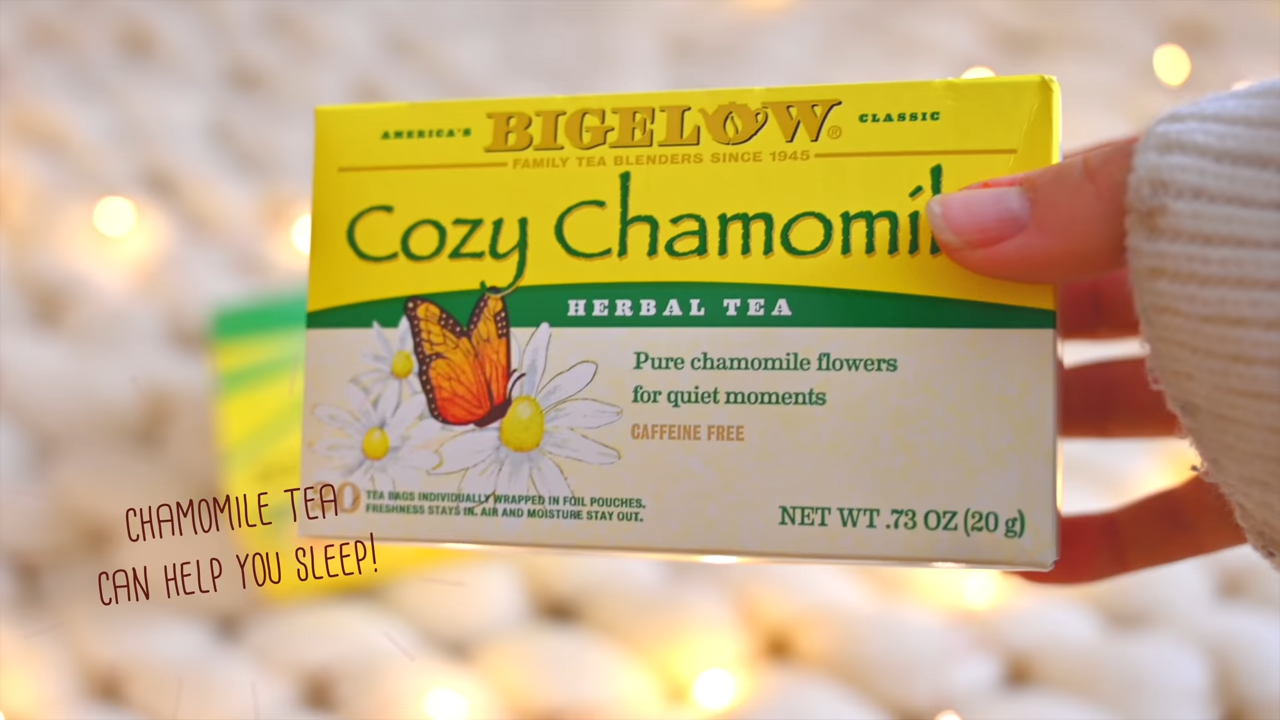 AMERICA'S BIGELOW® CLASSIC
FAMILY TEA BLENDERS SINCE 1945
Cozy Chamomil
HERBAL TEA
Pure chamomile flowers
for quiet moments
CAFFEINE FREE
TEA BAGS INDIVIDUALLY WRAPPED IN FOIL POUCHES.
FRESHNESS STAYS IN. AIR AND MOISTURE STAY OUT.
NET WT .73 OZ (20 g)
CHAMOMILE TEA
CAN HELP YOU SLEEP!